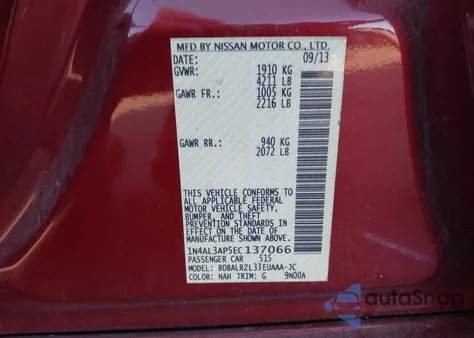 MFD BY NISSAN MOTOR CO., LTD.
DATE: 09/13
GVWR: 1910 KG
4211 LB
GAWR FR.: 1005 KG
2216 LB
GAWR RR.: 940 KG
2072 LB
THIS VEHICLE CONFORMS TO
ALL APPLICABLE FEDERAL
MOTOR VEHICLE SAFETY,
BUMPER, AND THEFT
PREVENTION STANDARDS IN
EFFECT ON THE DATE OF
MANUFACTURE SHOWN ABOVE.
1N4AL3AP5EC137066
PASSENGER CAR 515
MODEL: BDBALRZL33EUAAA-JC
COLOR: NAH TRIM: G 9N00A
autoSnap